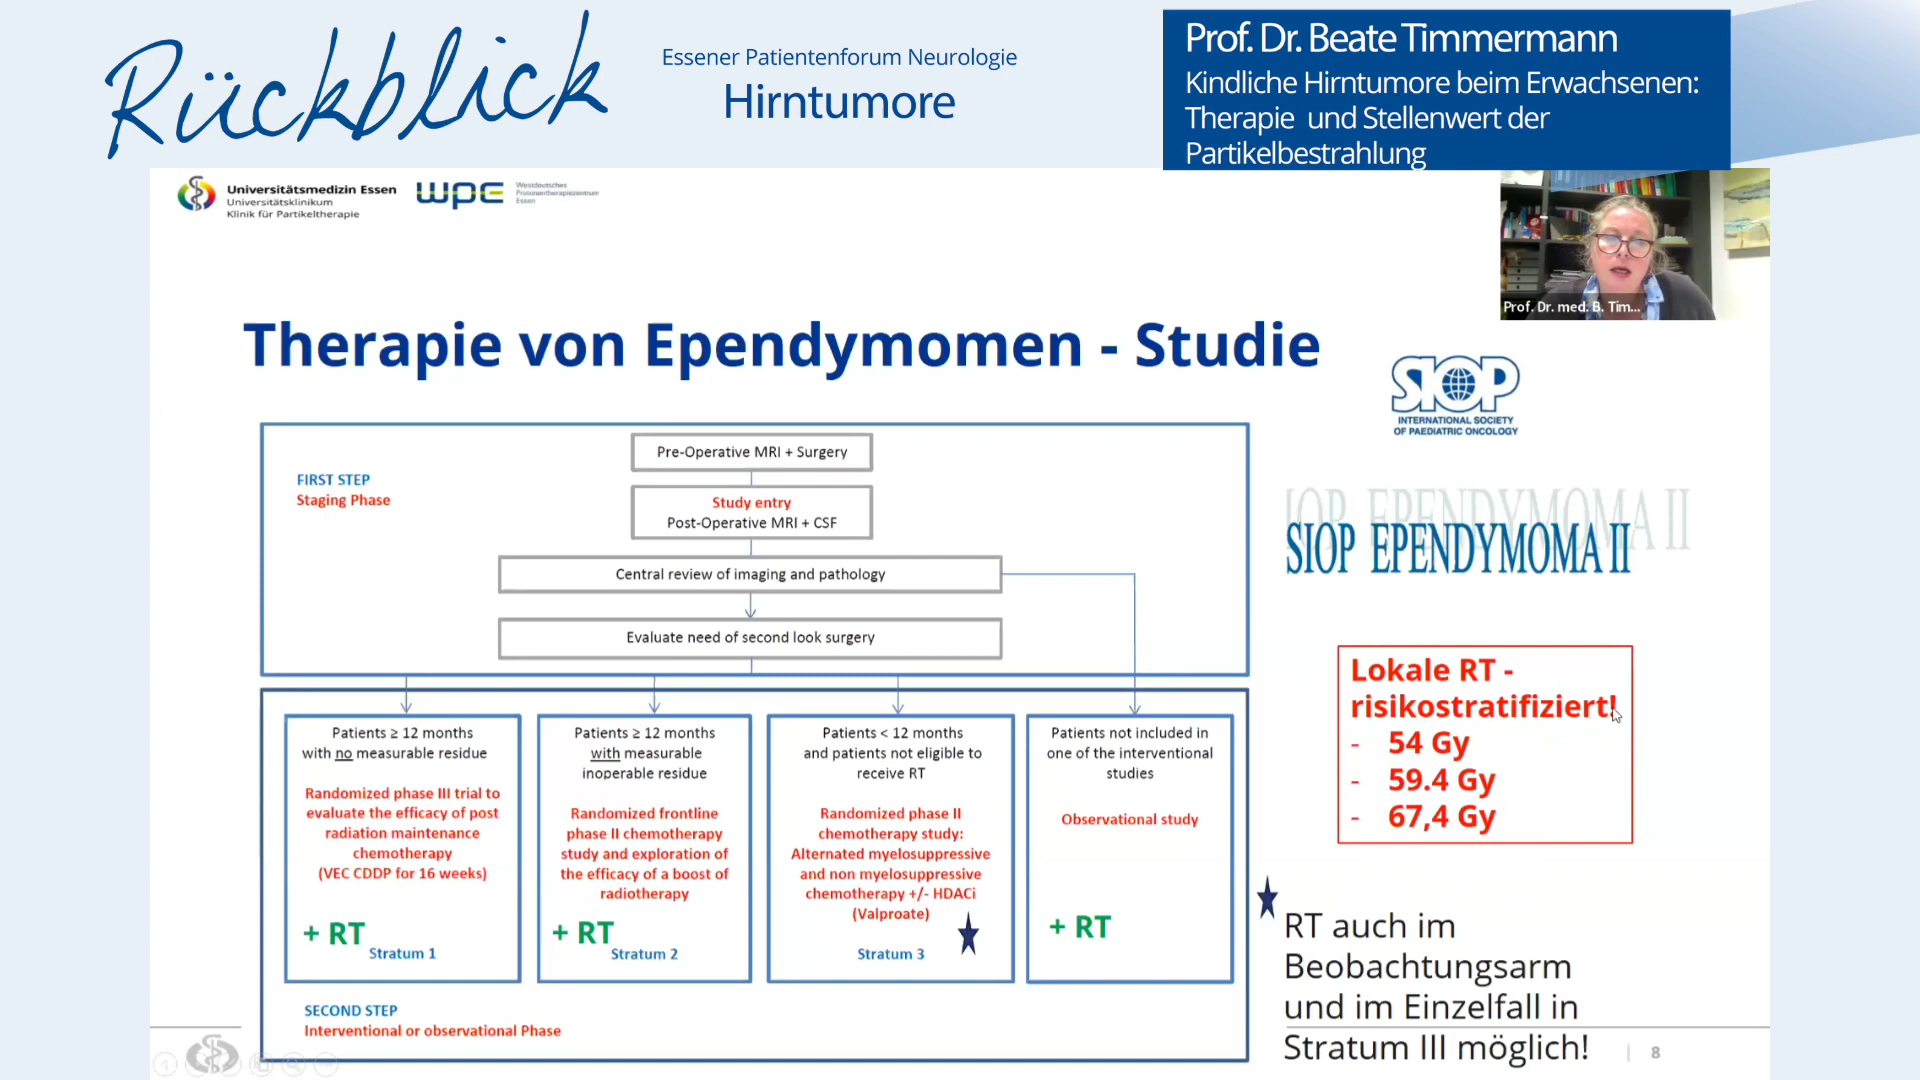 Rückblick
Essener Patientenforum Neurologie
Hirntumore
Prof. Dr. Beate Timmermann
Kindliche Hirntumore beim Erwachsenen:
Therapie und Stellenwert der
Partikelbestrahlung
Universitätsmedizin Essen
Universitätsklinikum
Klinik für Partikeltherapie
wpe
Westdeutsches
Protonentherapiezentrum
Essen
Prof. Dr. med. B. Tim...
Therapie von Ependymomen - Studie
SIOP
INTERNATIONAL SOCIETY
OF PAEDIATRIC ONCOLOGY
FIRST STEP
Staging Phase
Pre-Operative MRI + Surgery
Study entry
Post-Operative MRI + CSF
Central review of imaging and pathology
Evaluate need of second look surgery
SIOP EPENDYMOMA II
Patients ≥ 12 months
with no measurable residue
Randomized phase III trial to
evaluate the efficacy of post
radiation maintenance
chemotherapy
(VEC CDDP for 16 weeks)
+ RT
Stratum 1
Patients ≥ 12 months
with measurable
inoperable residue
Randomized frontline
phase II chemotherapy
study and exploration of
the efficacy of a boost of
radiotherapy
+ RT
Stratum 2
Patients < 12 months
and patients not eligible to
receive RT
Randomized phase II
chemotherapy study:
Alternated myelosuppressive
and non myelosuppressive
chemotherapy +/- HDACi
(Valproate)
Stratum 3
Patients not included in
one of the interventional
studies
Observational study
+ RT
SECOND STEP
Interventional or observational Phase
Lokale RT -
risikostratifiziert!
- 54 Gy
- 59.4 Gy
- 67,4 Gy
RT auch im
Beobachtungsarm
und im Einzelfall in
Stratum III möglich!
8